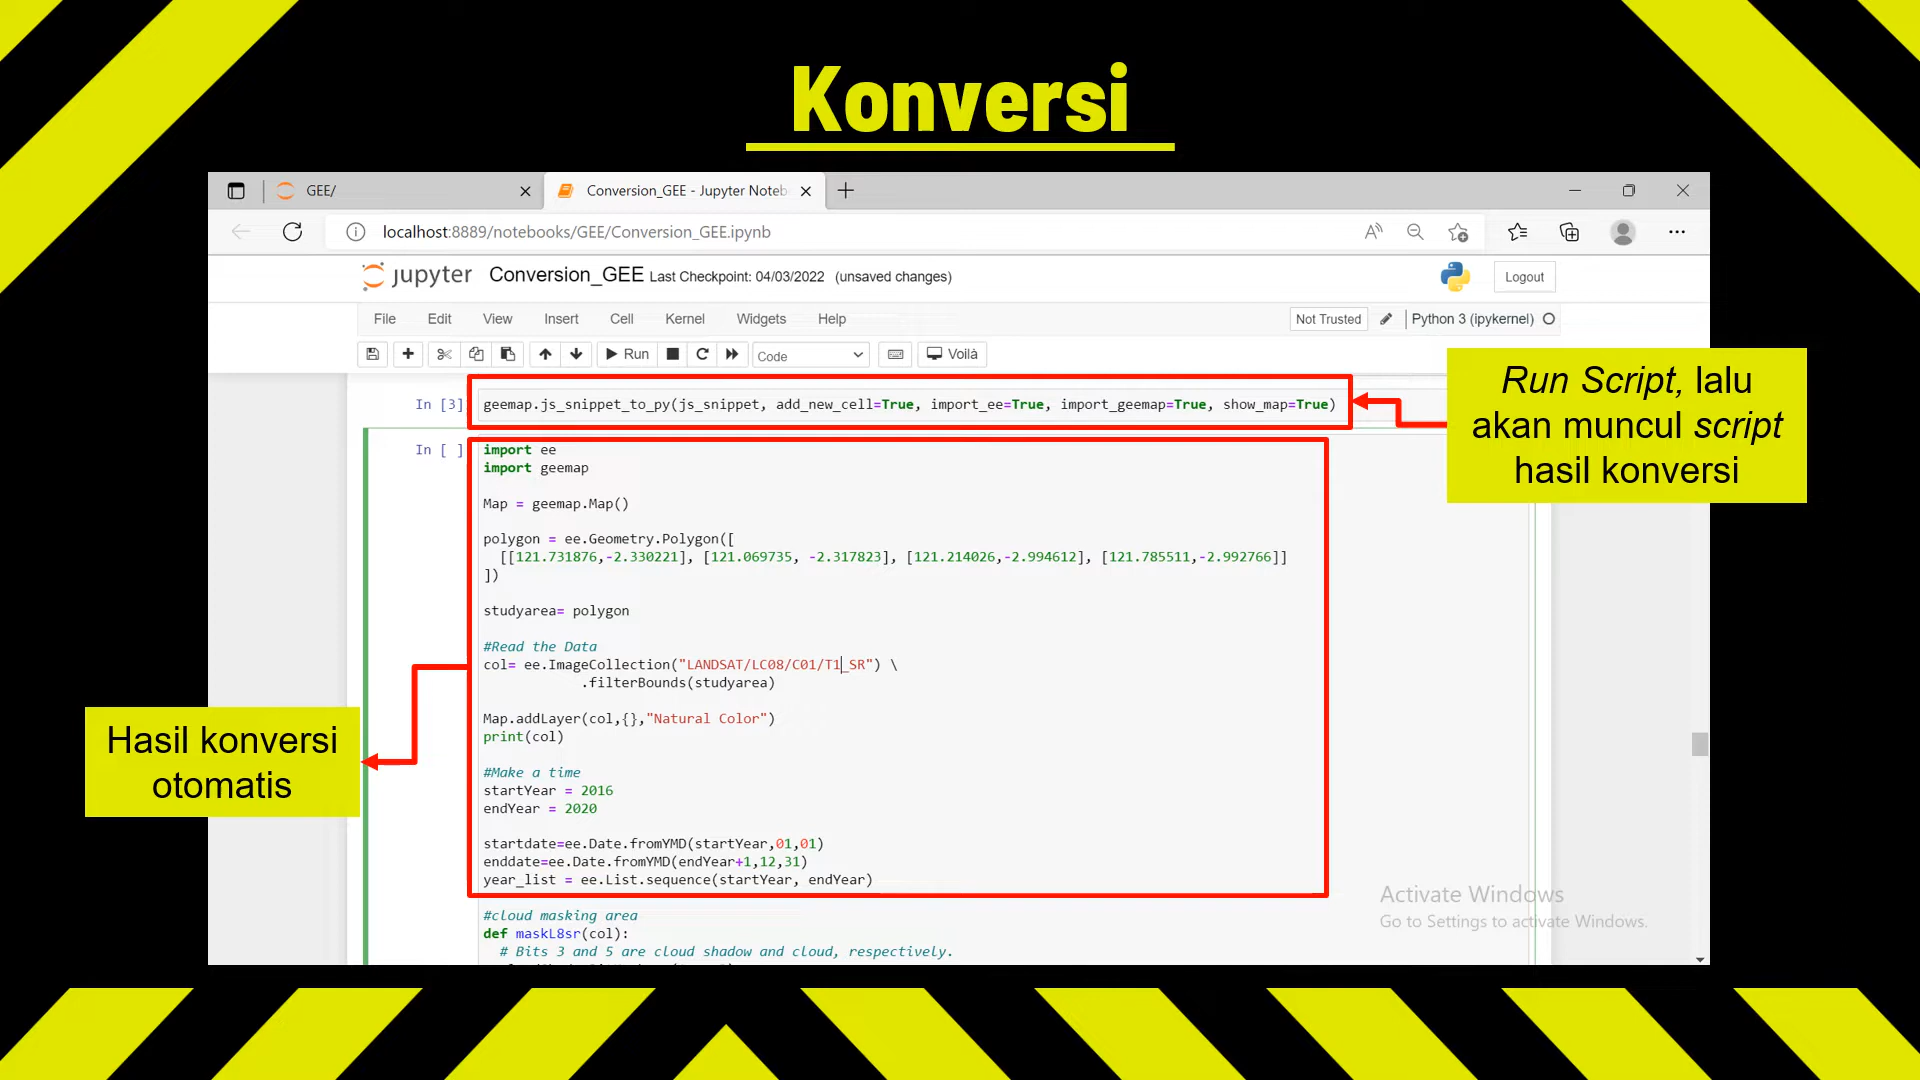 Konversi
GEE/
Conversion_GEE - Jupyter Noteb
localhost:8889/notebooks/GEE/Conversion_GEE.ipynb
jupyter Conversion_GEE Last Checkpoint: 04/03/2022 (unsaved changes)
Logout
File Edit View Insert Cell Kernel Widgets Help
Not Trusted
Python 3 (ipykernel)
Run
Code
Voilà
In [3] geemap.js_snippet_to_py(js_snippet, add_new_cell=True, import_ee=True, import_geemap=True, show_map=True)
Run Script, lalu
akan muncul script
hasil konversi
In [ ] import ee
import geemap
Map = geemap.Map()
polygon = ee.Geometry.Polygon([
[[121.731876,-2.330221], [121.069735, -2.317823], [121.214026,-2.994612], [121.785511,-2.992766]]
])
studyarea= polygon
#Read the Data
col= ee.ImageCollection("LANDSAT/LC08/C01/T1_SR") \
.filterBounds(studyarea)
Map.addLayer(col,{},"Natural Color")
print(col)
Hasil konversi
otomatis
#Make a time
startYear = 2016
endYear = 2020
startdate=ee.Date.fromYMD(startYear,01,01)
enddate=ee.Date.fromYMD(endYear+1,12,31)
year_list = ee.List.sequence(startYear, endYear)
#cloud masking area
def maskL8sr(col):
# Bits 3 and 5 are cloud shadow and cloud, respectively.
Activate Windows
Go to Settings to activate Windows.